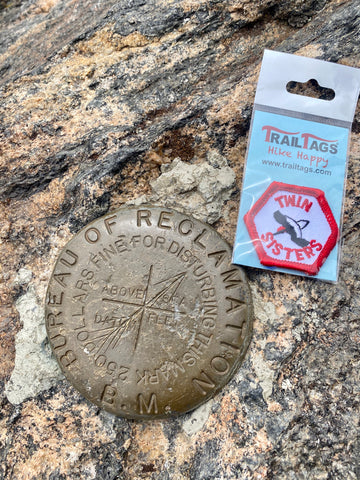 BUREAU OF RECLAMATION
250 DOLLARS FINE FOR DISTURBING THIS MARK
ABOVE SEA
DATUM FEET
B.M.
TRAILTAGS
Hike Happy
www.trailtags.com
TWIN
SISTERS